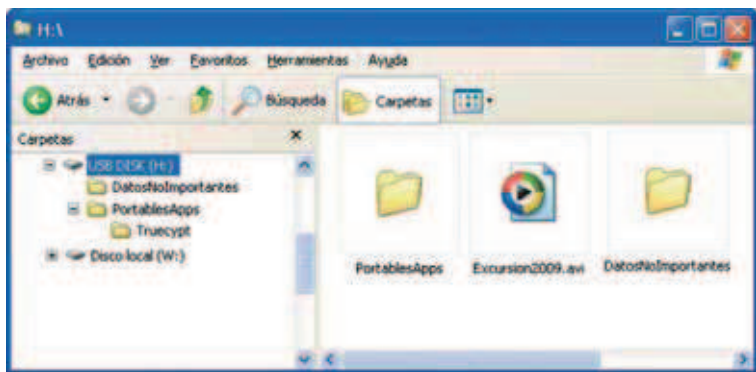 H:\
Archivo Edición Ver Favoritos Herramientas Ayuda
Atrás Búsqueda Carpetas
Carpetas
USB DISK (H:)
DatosNoImportantes
PortablesApps
Truecypt
Disco local (W:)
PortablesApps Excursion2009.avi DatosNoImportantes